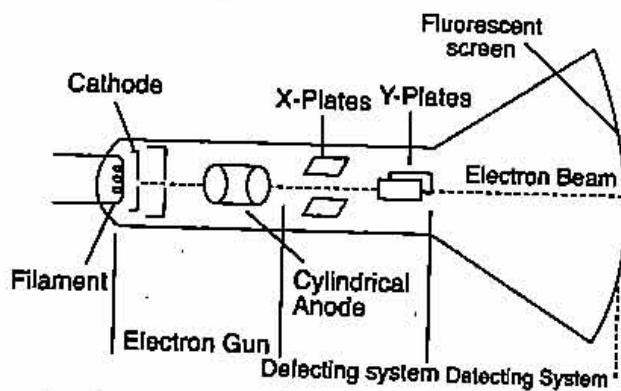 Fluorescent
screen
Cathode
X-Plates
Y-Plates
Electron Beam
Filament
Cylindrical
Anode
Electron Gun
Defecting system
Detecting System